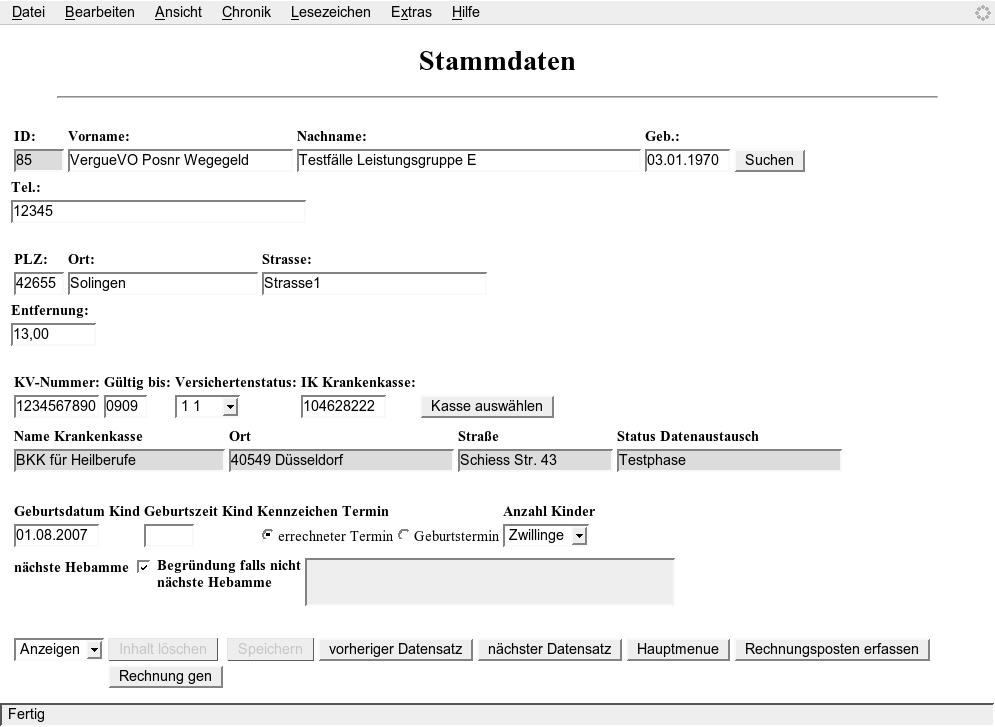 Datei Bearbeiten Ansicht Chronik Lesezeichen Extras Hilfe
Stammdaten
ID: Vorname: Nachname: Geb.:
85 VergueVO Posnr Wegegeld Testfälle Leistungsgruppe E 03.01.1970 Suchen
Tel.:
12345
PLZ: Ort: Strasse:
42655 Solingen Strasse1
Entfernung:
13,00
KV-Nummer: Gültig bis: Versichertenstatus: IK Krankenkasse:
1234567890 0909 1 1 104628222 Kasse auswählen
Name Krankenkasse Ort Straße Status Datenaustausch
BKK für Heilberufe 40549 Düsseldorf Schiess Str. 43 Testphase
Geburtsdatum Kind Geburtszeit Kind Kennzeichen Termin Anzahl Kinder
01.08.2007 errechneter Termin Geburtstermin Zwillinge
nächste Hebamme Begründung falls nicht
nächste Hebamme
Anzeigen Inhalt löschen Speichern vorheriger Datensatz nächster Datensatz Hauptmenue Rechnungsposten erfassen
Rechnung gen
Fertig